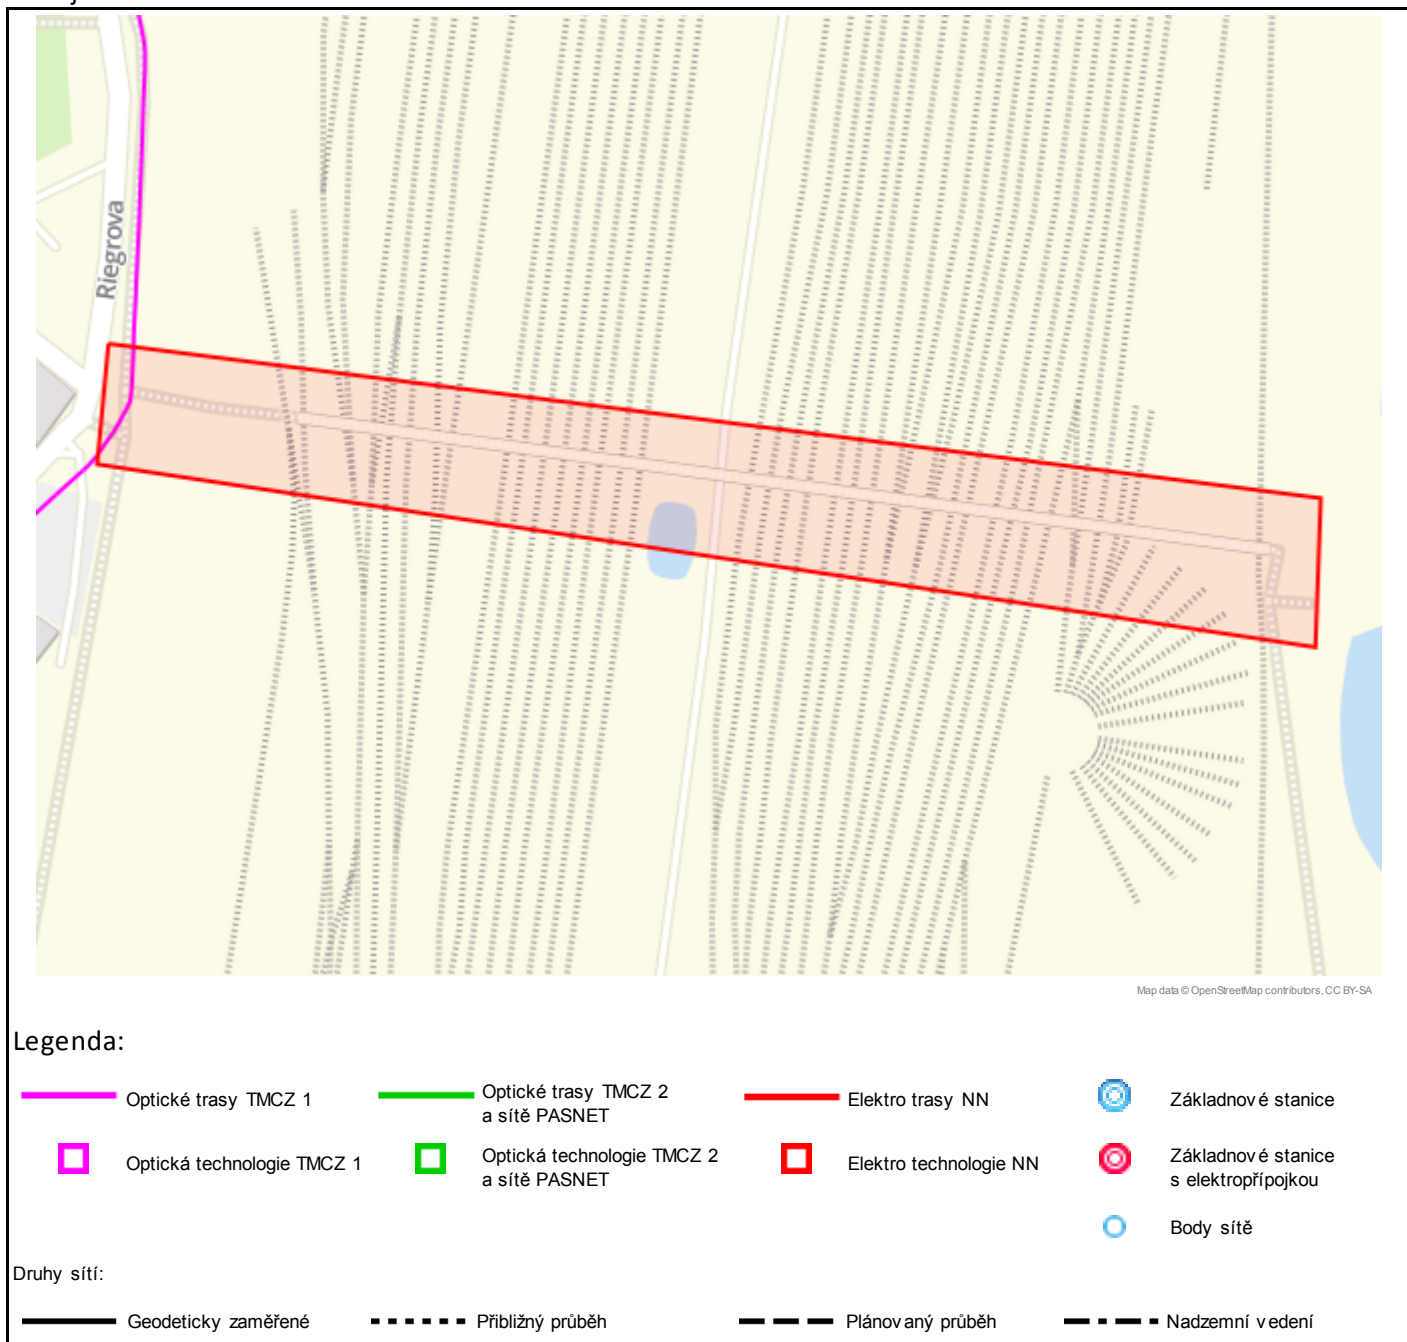 Riegrova
Map data © OpenStreetMap contributors, CC BY-SA
Legenda:
Optické trasy TMCZ 1
Optické trasy TMCZ 2
a sítě PASNET
Elektro trasy NN
Základnové stanice
Optická technologie TMCZ 1
Optická technologie TMCZ 2
a sítě PASNET
Elektro technologie NN
Základnové stanice
s elektropřípojkou
Body sítě
Druhy sítí:
Geodeticky zaměřené
Přibližný průběh
Plánovaný průběh
Nadzemní vedení